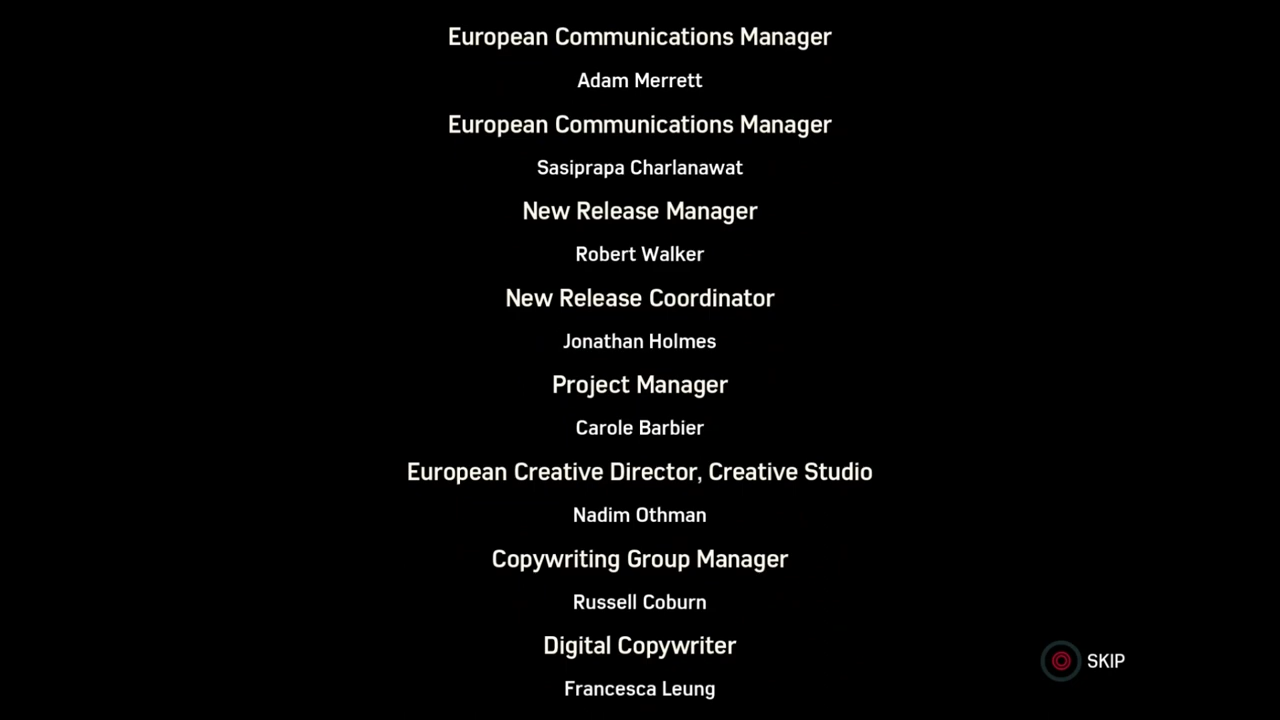 European Communications Manager
Adam Merrett
European Communications Manager
Sasiprapa Charlanawat
New Release Manager
Robert Walker
New Release Coordinator
Jonathan Holmes
Project Manager
Carole Barbier
European Creative Director, Creative Studio
Nadim Othman
Copywriting Group Manager
Russell Coburn
Digital Copywriter
Francesca Leung
SKIP